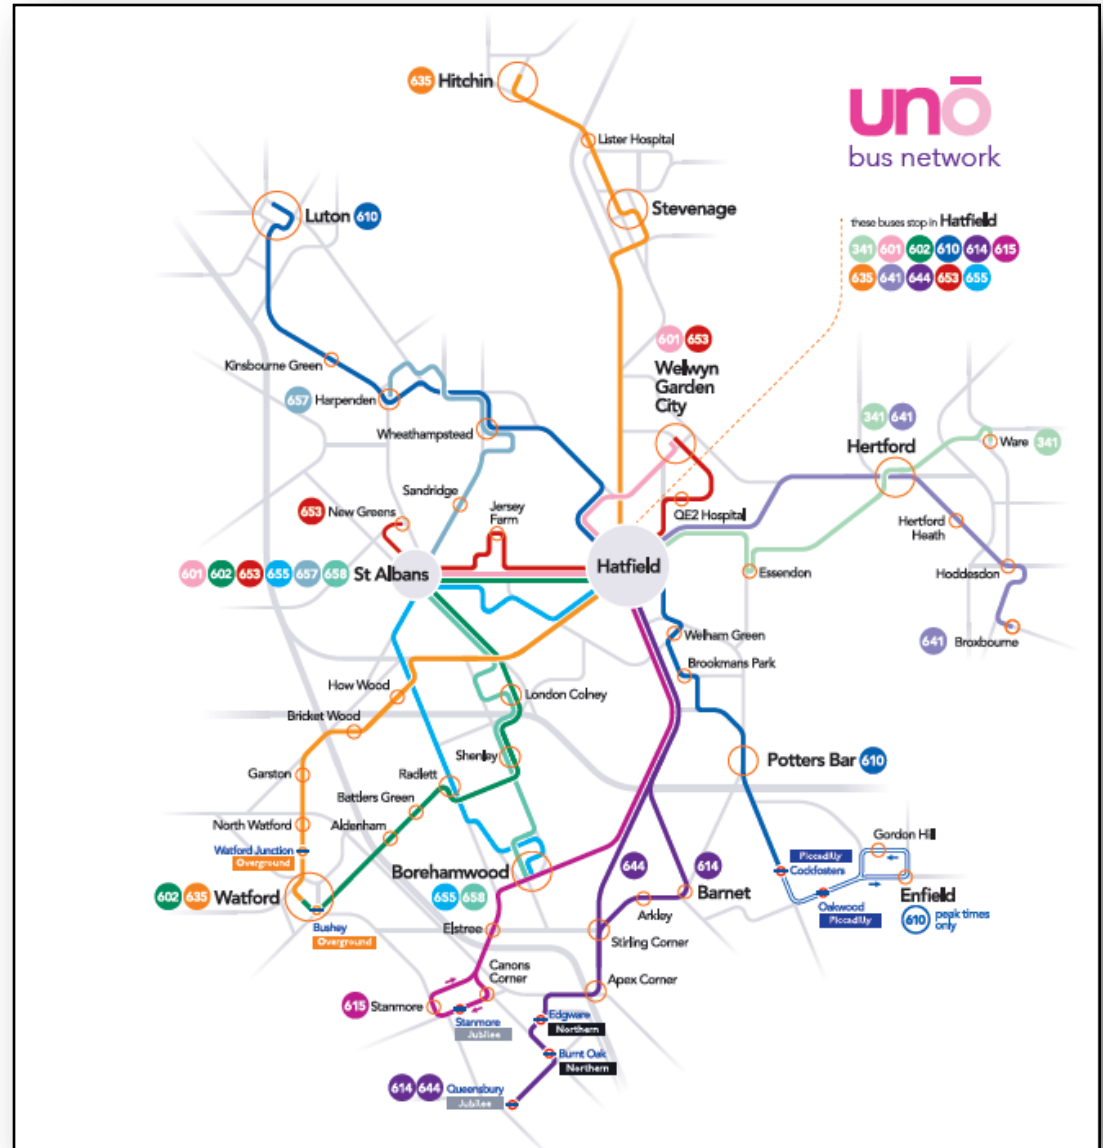 635 Hitchin
Lister Hospital
unō
bus network
Luton 610
Stevenage
these buses stop in Hatfield
341 601 602 610 614 615
635 641 644 653 655
601 653
Welwyn
Garden
City
Kinsbourne Green
657 Harpenden
Wheathampstead
341 641
Hertford
Ware 341
Sandridge
653 New Greens
Jersey
Farm
QE2 Hospital
Hertford
Heath
601 602 653 655 657 658 St Albans
Hatfield
Essendon
Hoddesdon
641 Broxbourne
Welham Green
Brookmans Park
How Wood
London Colney
Bricket Wood
Shenley
Potters Bar 610
Garston
Radlett
Battlers Green
North Watford
Aldenham
Watford Junction
Overground
Gordon Hill
Piccadilly
Cockfosters
Borehamwood
655 658
644
614
Barnet
Enfield
610 peak times
only
602 635 Watford
Oakwood
Piccadilly
Arkley
Bushey
Overground
Elstree
Stirling Corner
Canons
Corner
Apex Corner
615 Stanmore
Stanmore
Jubilee
Edgware
Northern
Burnt Oak
Northern
614 644 Queensbury
Jubilee